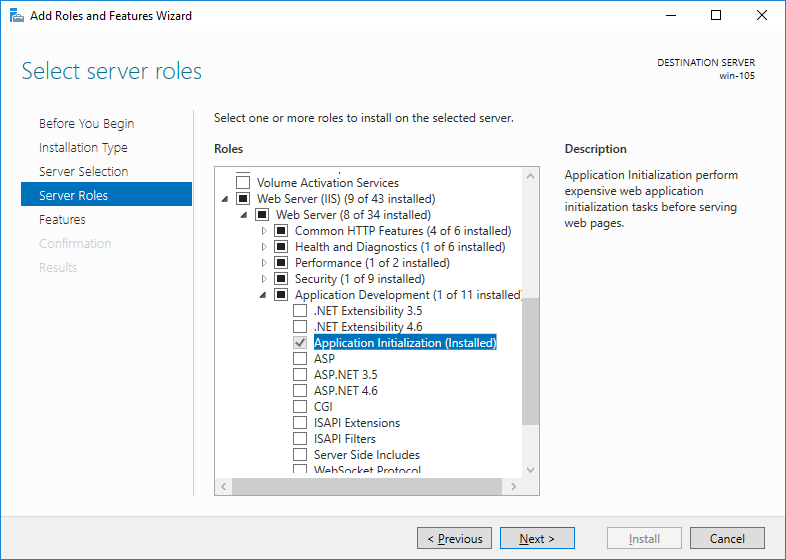 Add Roles and Features Wizard
Select server roles
DESTINATION SERVER
win-105
Before You Begin
Installation Type
Server Selection
Server Roles
Features
Confirmation
Results
Select one or more roles to install on the selected server.
Roles
Volume Activation Services
Web Server (IIS) (9 of 43 installed)
Web Server (8 of 34 installed)
Common HTTP Features (4 of 6 installed)
Health and Diagnostics (1 of 6 installed)
Performance (1 of 2 installed)
Security (1 of 9 installed)
Application Development (1 of 11 installed)
.NET Extensibility 3.5
.NET Extensibility 4.6
Application Initialization (Installed)
ASP
ASP.NET 3.5
ASP.NET 4.6
CGI
ISAPI Extensions
ISAPI Filters
Server Side Includes
WebSocket Protocol
Description
Application Initialization perform
expensive web application
initialization tasks before serving
web pages.
< Previous
Next >
Install
Cancel